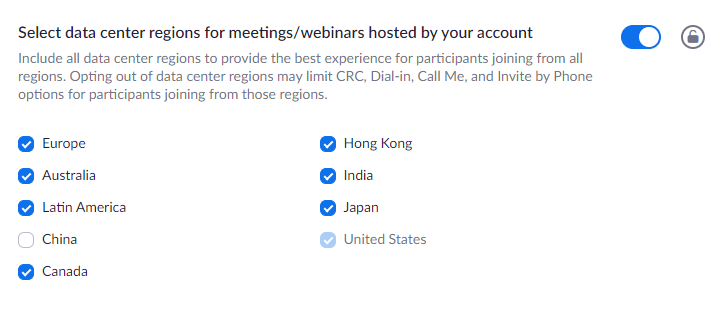 Select data center regions for meetings/webinars hosted by your account
Include all data center regions to provide the best experience for participants joining from all
regions. Opting out of data center regions may limit CRC, Dial-in, Call Me, and Invite by Phone
options for participants joining from those regions.
Europe
Hong Kong
Australia
India
Latin America
Japan
China
United States
Canada